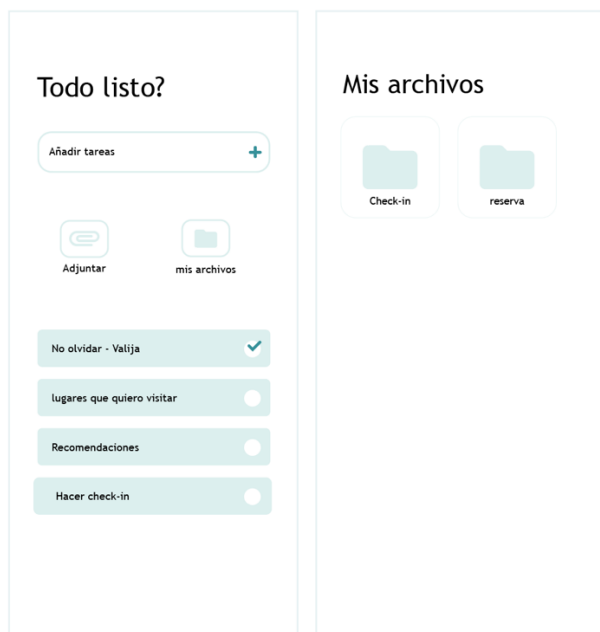 Todo listo?
Añadir tareas
Adjuntar
mis archivos
No olvidar - Valija
lugares que quiero visitar
Recomendaciones
Hacer check-in
Mis archivos
Check-in
reserva